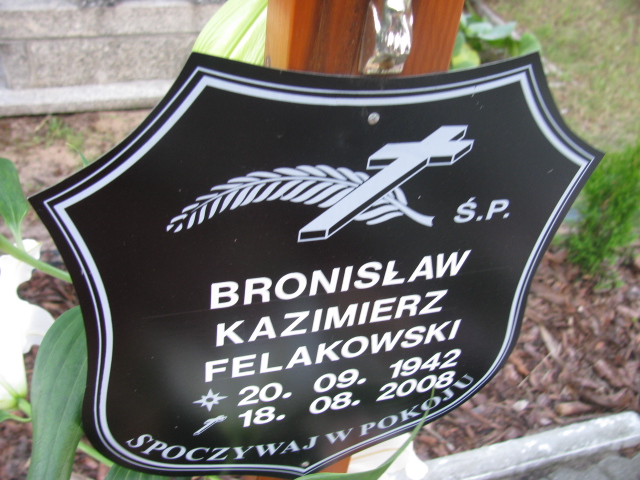 Ś.P.
BRONISŁAW
KAZIMIERZ
FELAKOWSKI
20. 09. 1942
18. 08. 2008
SPOCZYWAJ W POKOJU